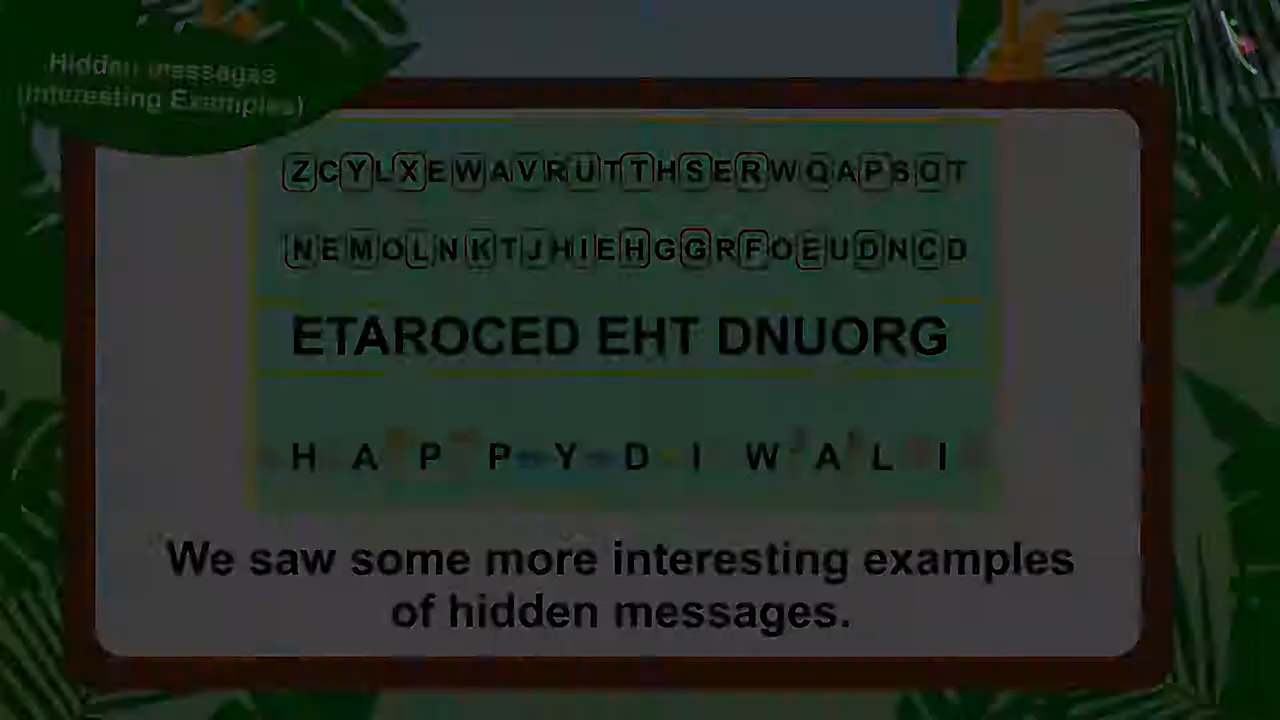 Hidden messages
(Interesting Examples)
ZCYLXEWAVRUTTHSERWQAPSOT
NEMOLNKTJHIEHGGRFOEUDNCD
ETAROCED EHT DNUORG
H A P P Y D I W A L I
We saw some more interesting examples
of hidden messages.